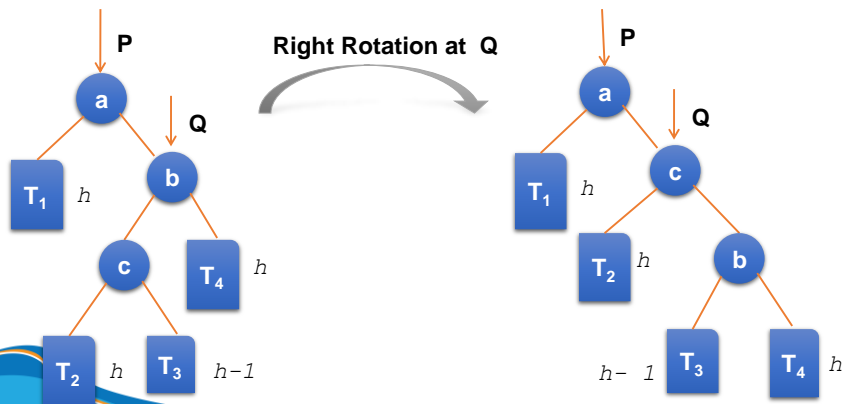 P
Right Rotation at Q
P
a
Q
a
Q
T1 h
b
c
T1 h
c
T4 h
T2 h
b
T2 h
T3 h-1
h- 1 T3
T4 h